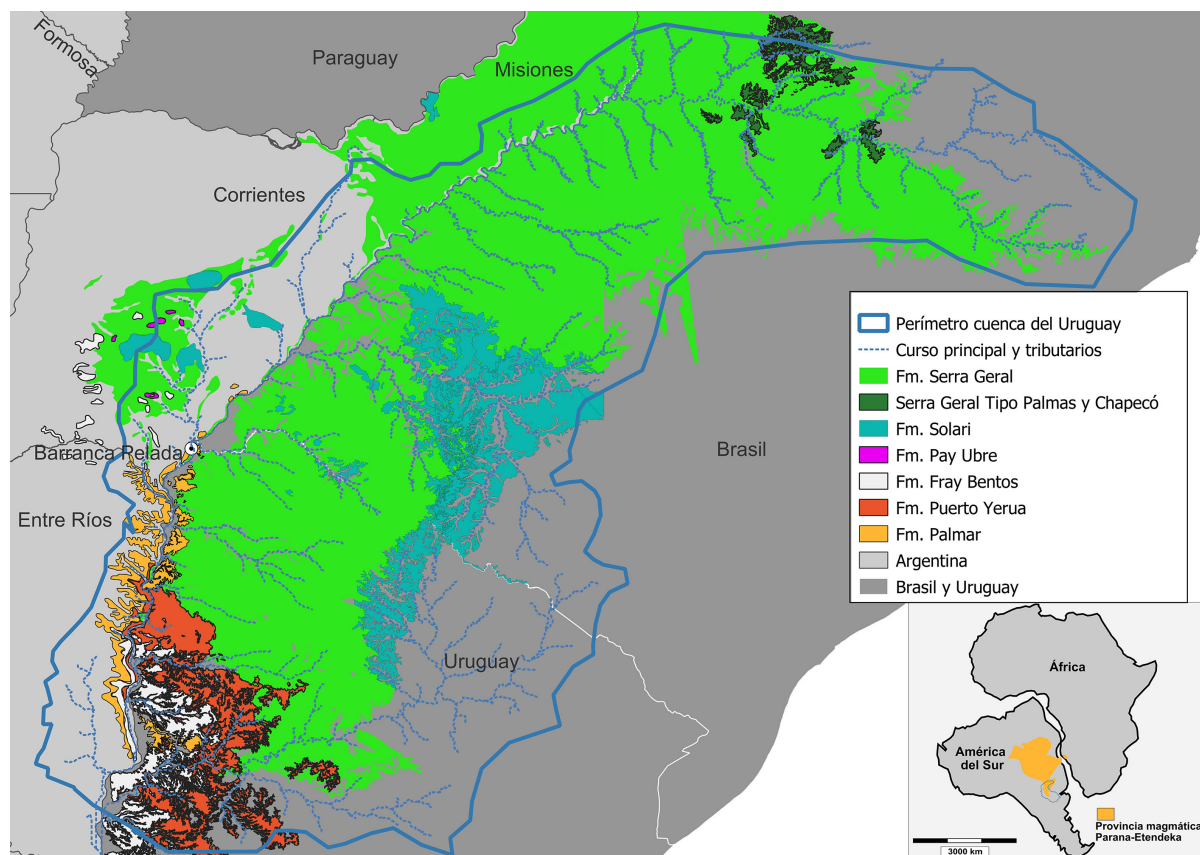 Formosa
Paraguay
Misiones
Corrientes
Barranca Pelada
Entre Ríos
Brasil
Uruguay
Perímetro cuenca del Uruguay
Curso principal y tributarios
Fm. Serra Geral
Serra Geral Tipo Palmas y Chapecó
Fm. Solari
Fm. Pay Ubre
Fm. Fray Bentos
Fm. Puerto Yerua
Fm. Palmar
Argentina
Brasil y Uruguay
África
América
del Sur
Provincia magmática
Parana-Etendeka
3000 km